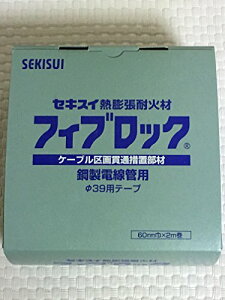 SEKISUI
セキスイ熱膨張耐火材
フィブロック®
ケーブル区画貫通措置部材
鋼製電線管用
φ39用テープ
60mm巾×2m巻